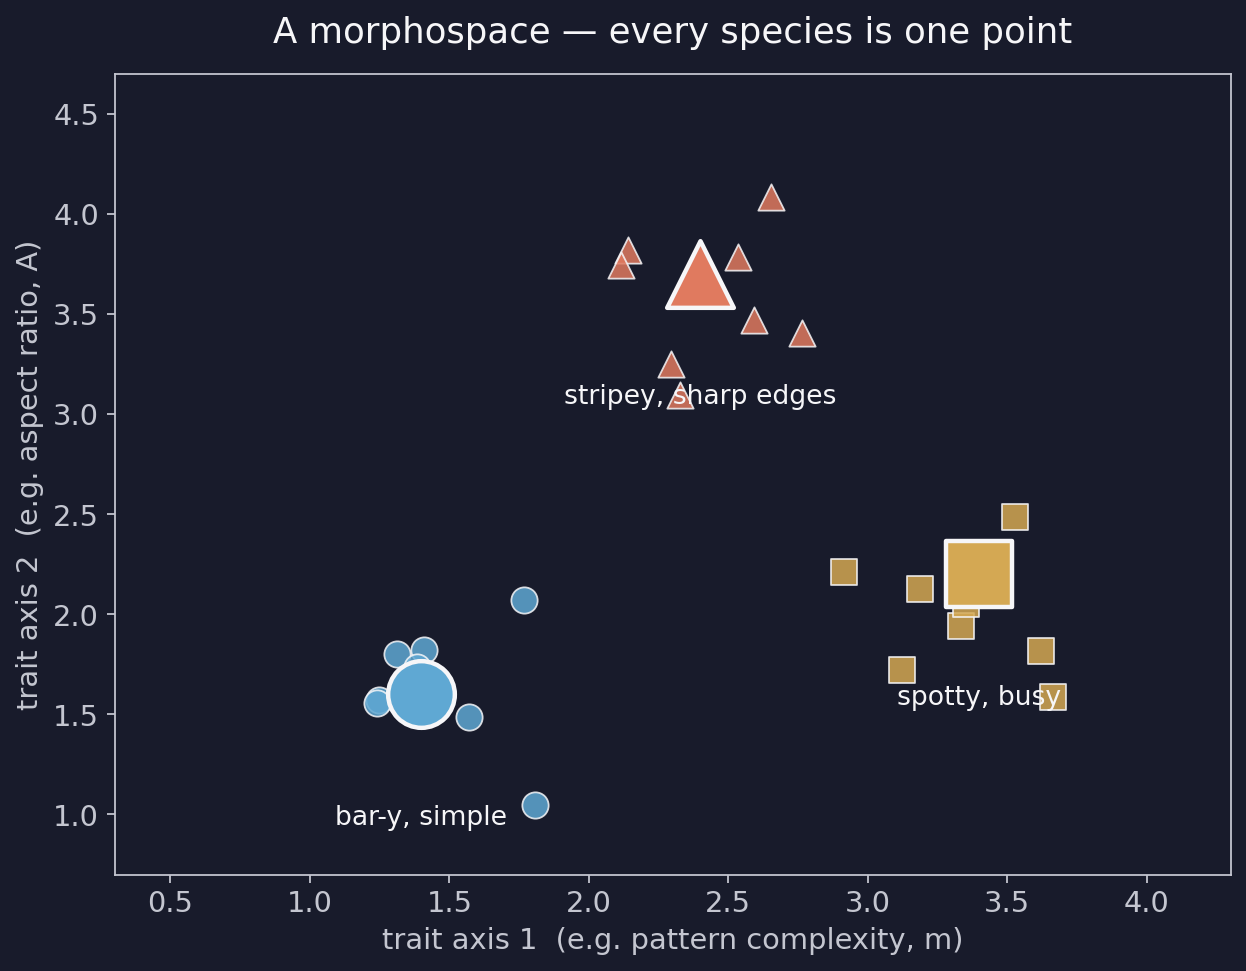 A morphospace — every species is one point
trait axis 2  (e.g. aspect ratio, A)
4.5
4.0
3.5
3.0
2.5
2.0
1.5
1.0
stripey, sharp edges
spotty, busy
bar-y, simple
0.5
1.0
1.5
2.0
2.5
3.0
3.5
4.0
trait axis 1  (e.g. pattern complexity, m)